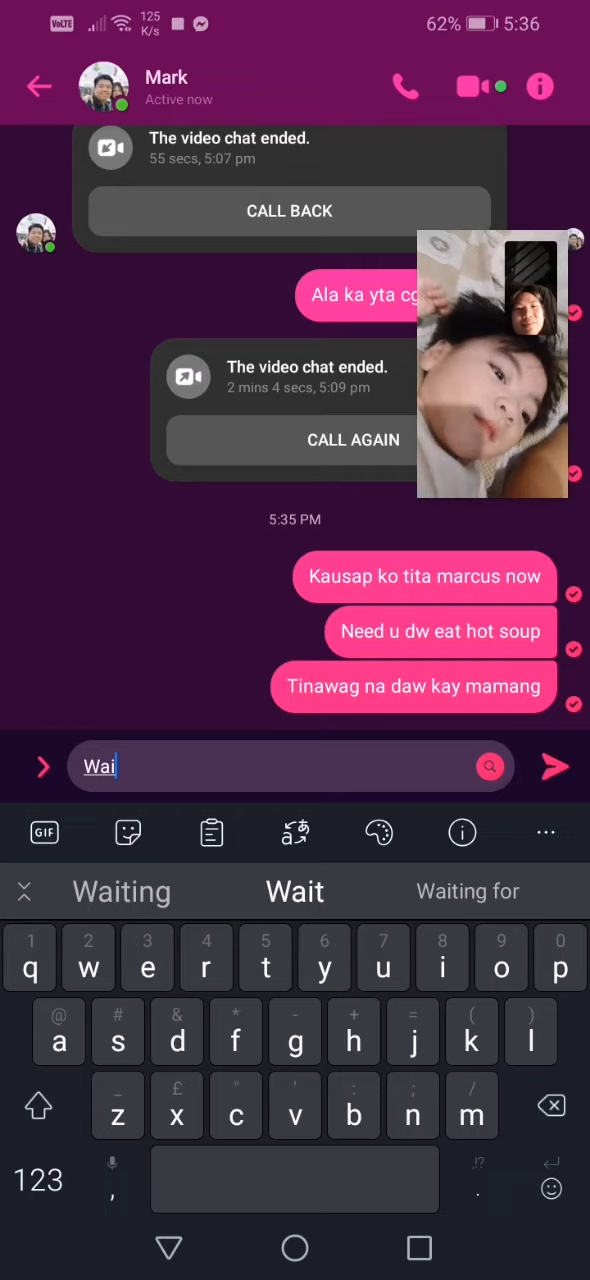 VoLTE 125 K/s 62% 5:36
Mark
Active now
The video chat ended.
55 secs, 5:07 pm
CALL BACK
Ala ka yta cg
The video chat ended.
2 mins 4 secs, 5:09 pm
CALL AGAIN
5:35 PM
Kausap ko tita marcus now
Need u dw eat hot soup
Tinawag na daw kay mamang
Wai
GIF
Waiting Wait Waiting for
1 2 3 4 5 6 7 8 9 0
q w e r t y u i o p
@ # & * - + = ( )
a s d f g h j k l
_ £ " ' : ; /
z x c v b n m
123 , !? .